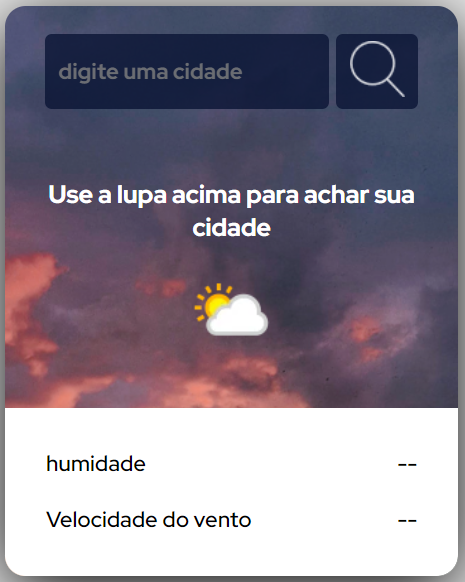 digite uma cidade
Use a lupa acima para achar sua
cidade
humidade --
Velocidade do vento --